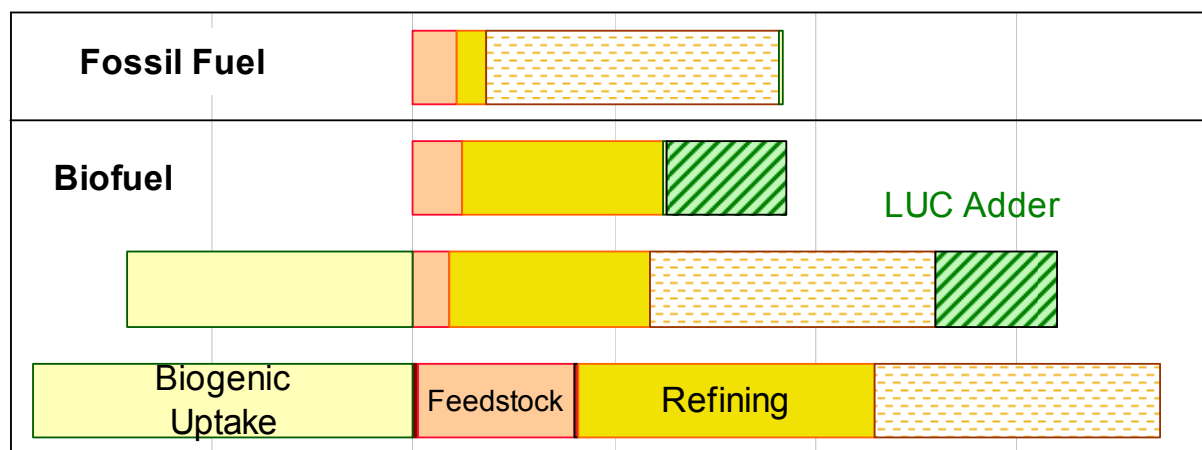 Fossil Fuel
Biofuel
LUC Adder
Biogenic
Uptake
Feedstock
Refining